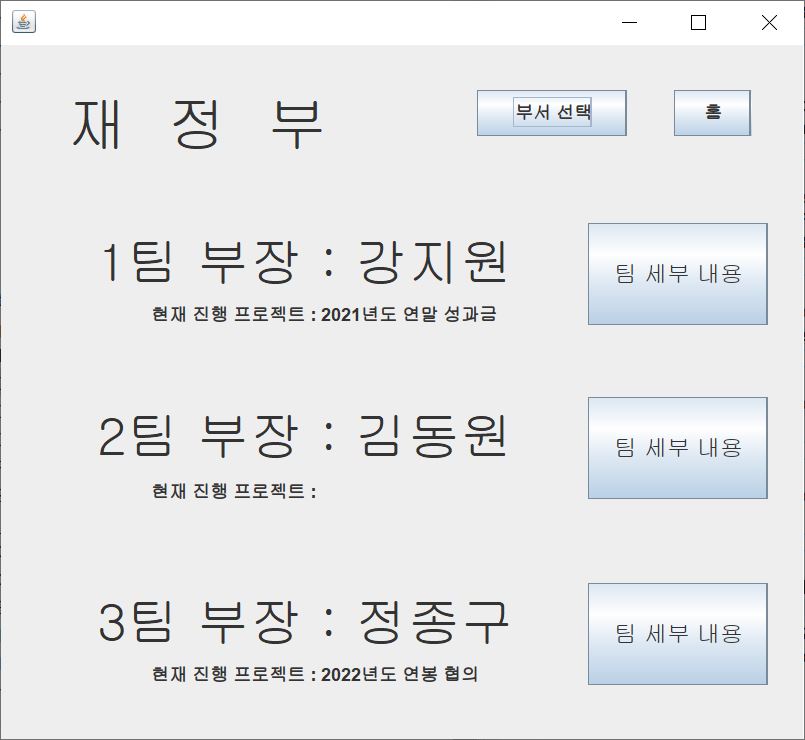 재 정 부
부서 선택
홈
1팀 부장 : 강지원
현재 진행 프로젝트 : 2021년도 연말 성과금
팀 세부 내용
2팀 부장 : 김동원
현재 진행 프로젝트 :
팀 세부 내용
3팀 부장 : 정종구
현재 진행 프로젝트 : 2022년도 연봉 협의
팀 세부 내용